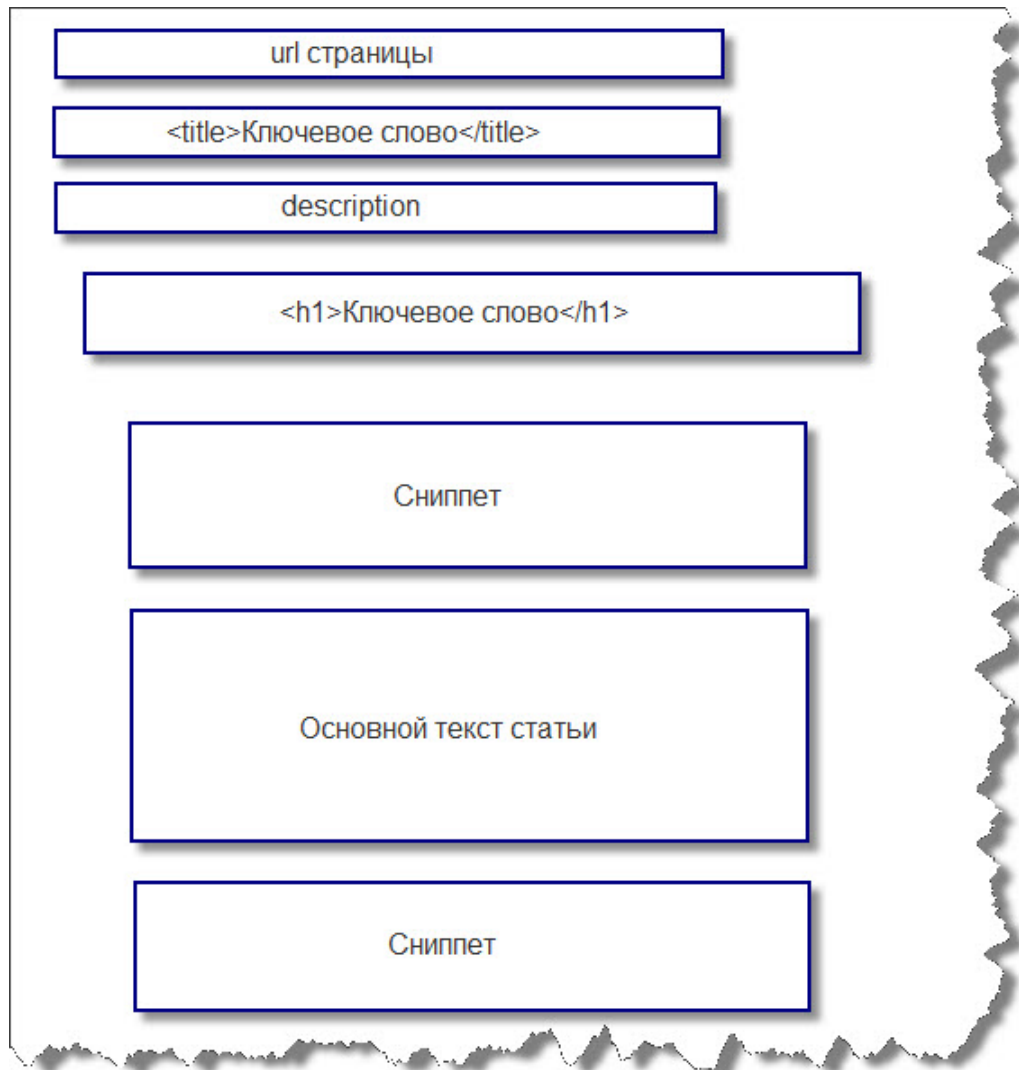 url страницы
<title>Ключевое слово</title>
description
<h1>Ключевое слово</h1>
Сниппет
Основной текст статьи
Сниппет